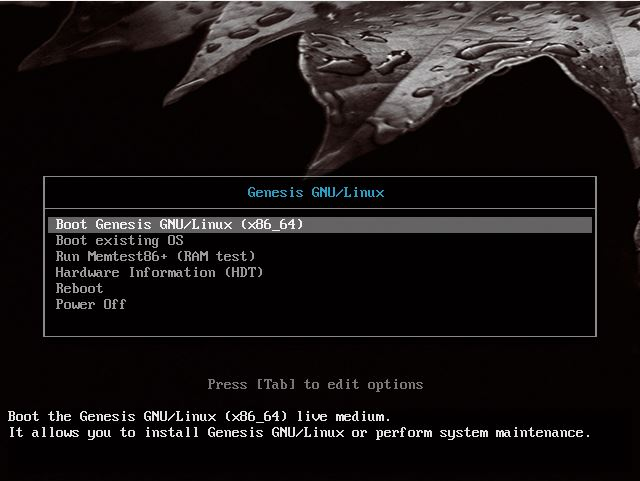 Genesis GNU/Linux
Boot Genesis GNU/Linux (x86_64)
Boot existing OS
Run Memtest86+ (RAM test)
Hardware Information (HDT)
Reboot
Power Off
Press [Tab] to edit options
Boot the Genesis GNU/Linux (x86_64) live medium.
It allows you to install Genesis GNU/Linux or perform system maintenance.